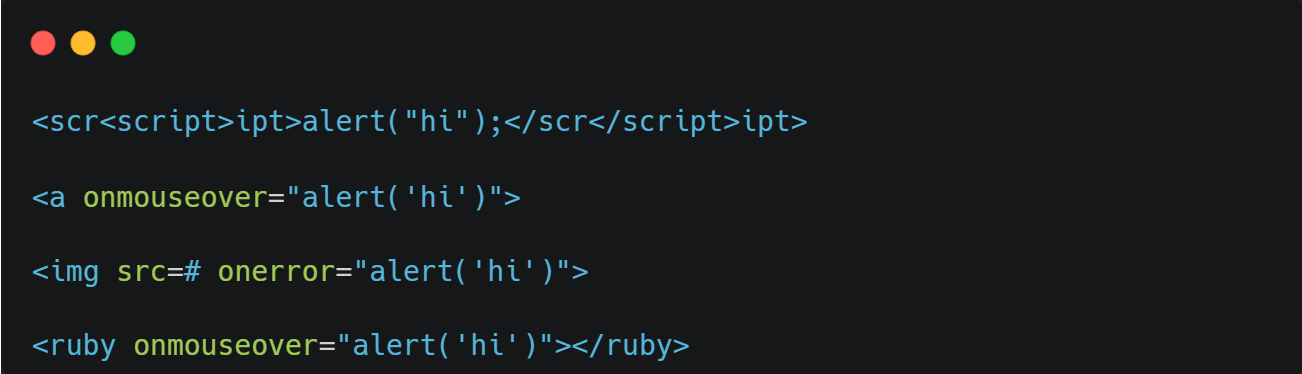 <scr<script>ipt>alert("hi");</scr</script>ipt>
<a onmouseover="alert('hi')">
<img src=# onerror="alert('hi')">
<ruby onmouseover="alert('hi')"></ruby>